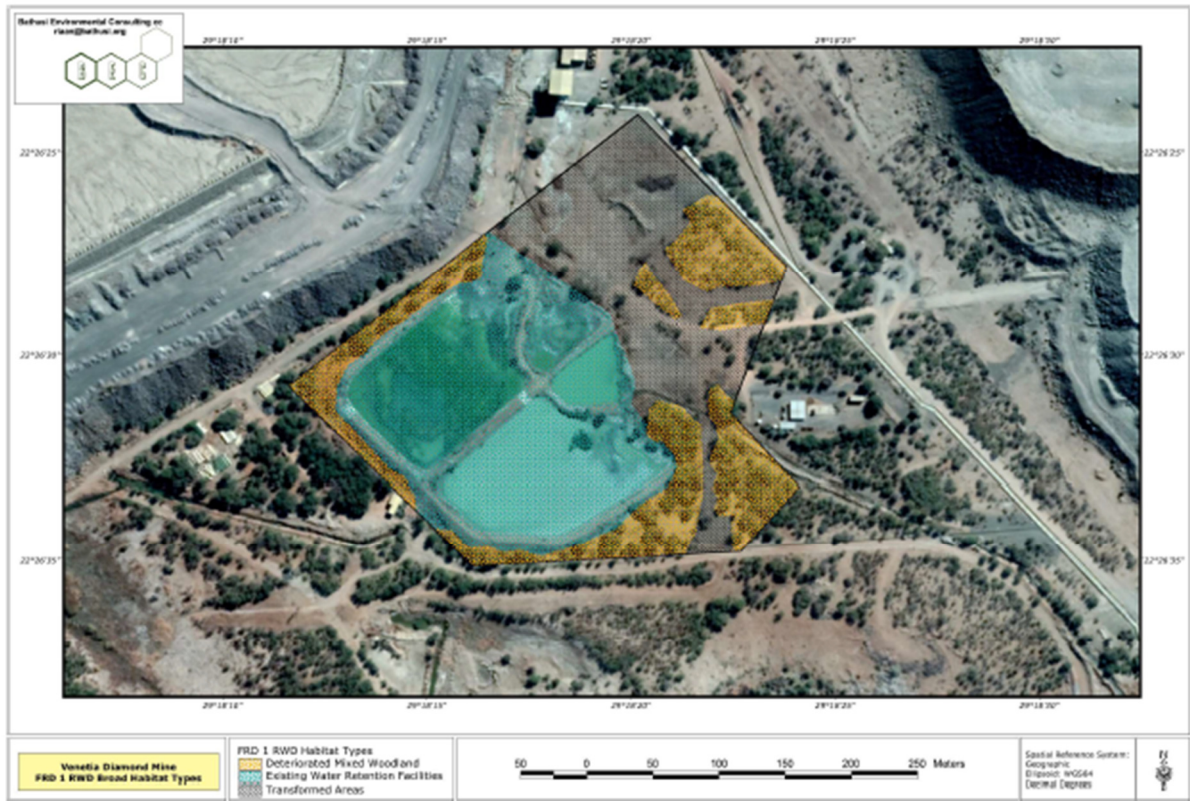 Bathusi Environmental Consulting cc
riaan@bathusi.org
29°18'10" 29°18'15" 29°18'20" 29°18'25" 29°18'30"
22°26'25" 22°26'25"
22°26'30" 22°26'30"
22°26'35" 22°26'35"
29°18'10" 29°18'15" 29°18'20" 29°18'25" 29°18'30"
Venetia Diamond Mine
FRD 1 RWD Broad Habitat Types
FRD 1 RWD Habitat Types
Deteriorated Mixed Woodland
Existing Water Retention Facilities
Transformed Areas
50 0 50 100 150 200 250 Meters
Spatial Reference System:
Geographic
Ellipsoid: WGS84
Decimal Degrees